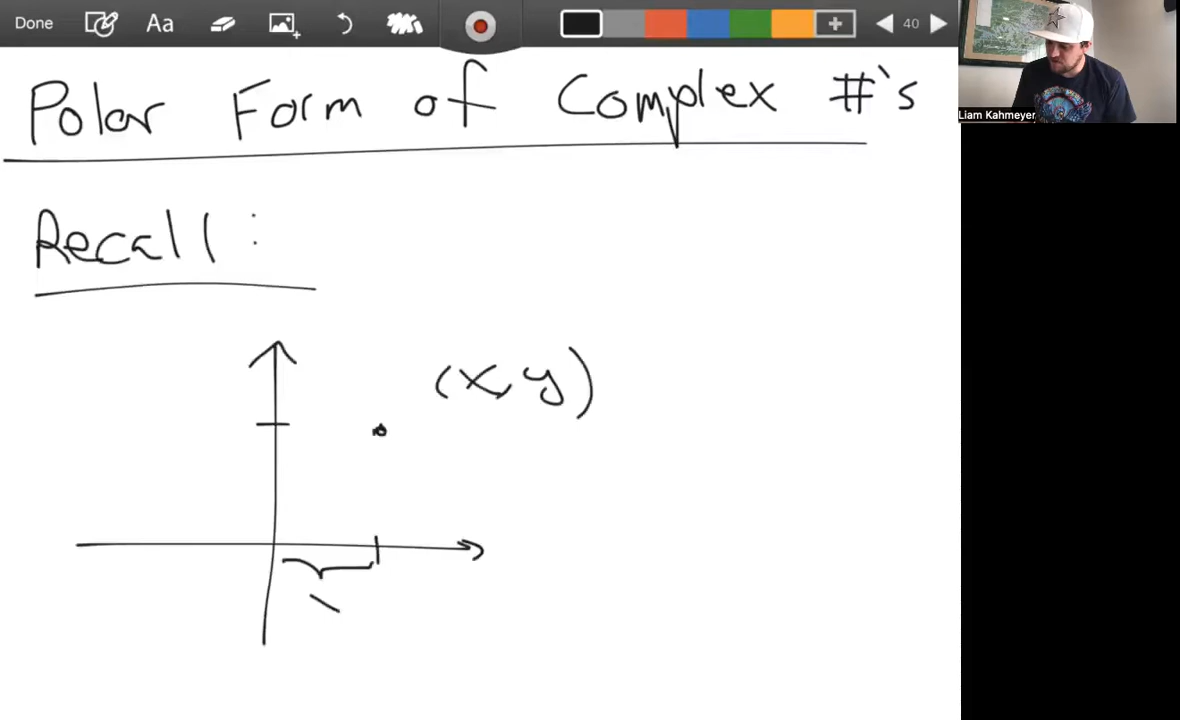 Done Aa 40
Liam Kahmeyer
Polar Form of Complex #'s
Recall:
(x, y)